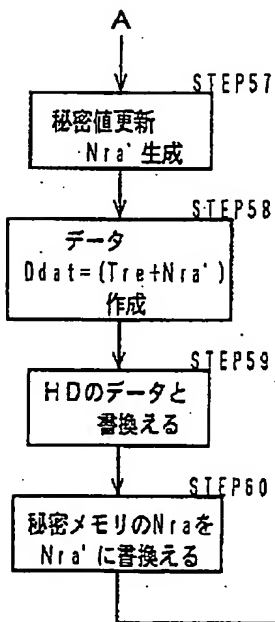 A
STEP57
秘密値更新
Nra' 生成
STEP58
データ
Ddat=(Tre+Nra')
作成
STEP59
HDのデータと
書換える
STEP60
秘密メモリのNraを
Nra'に書換える